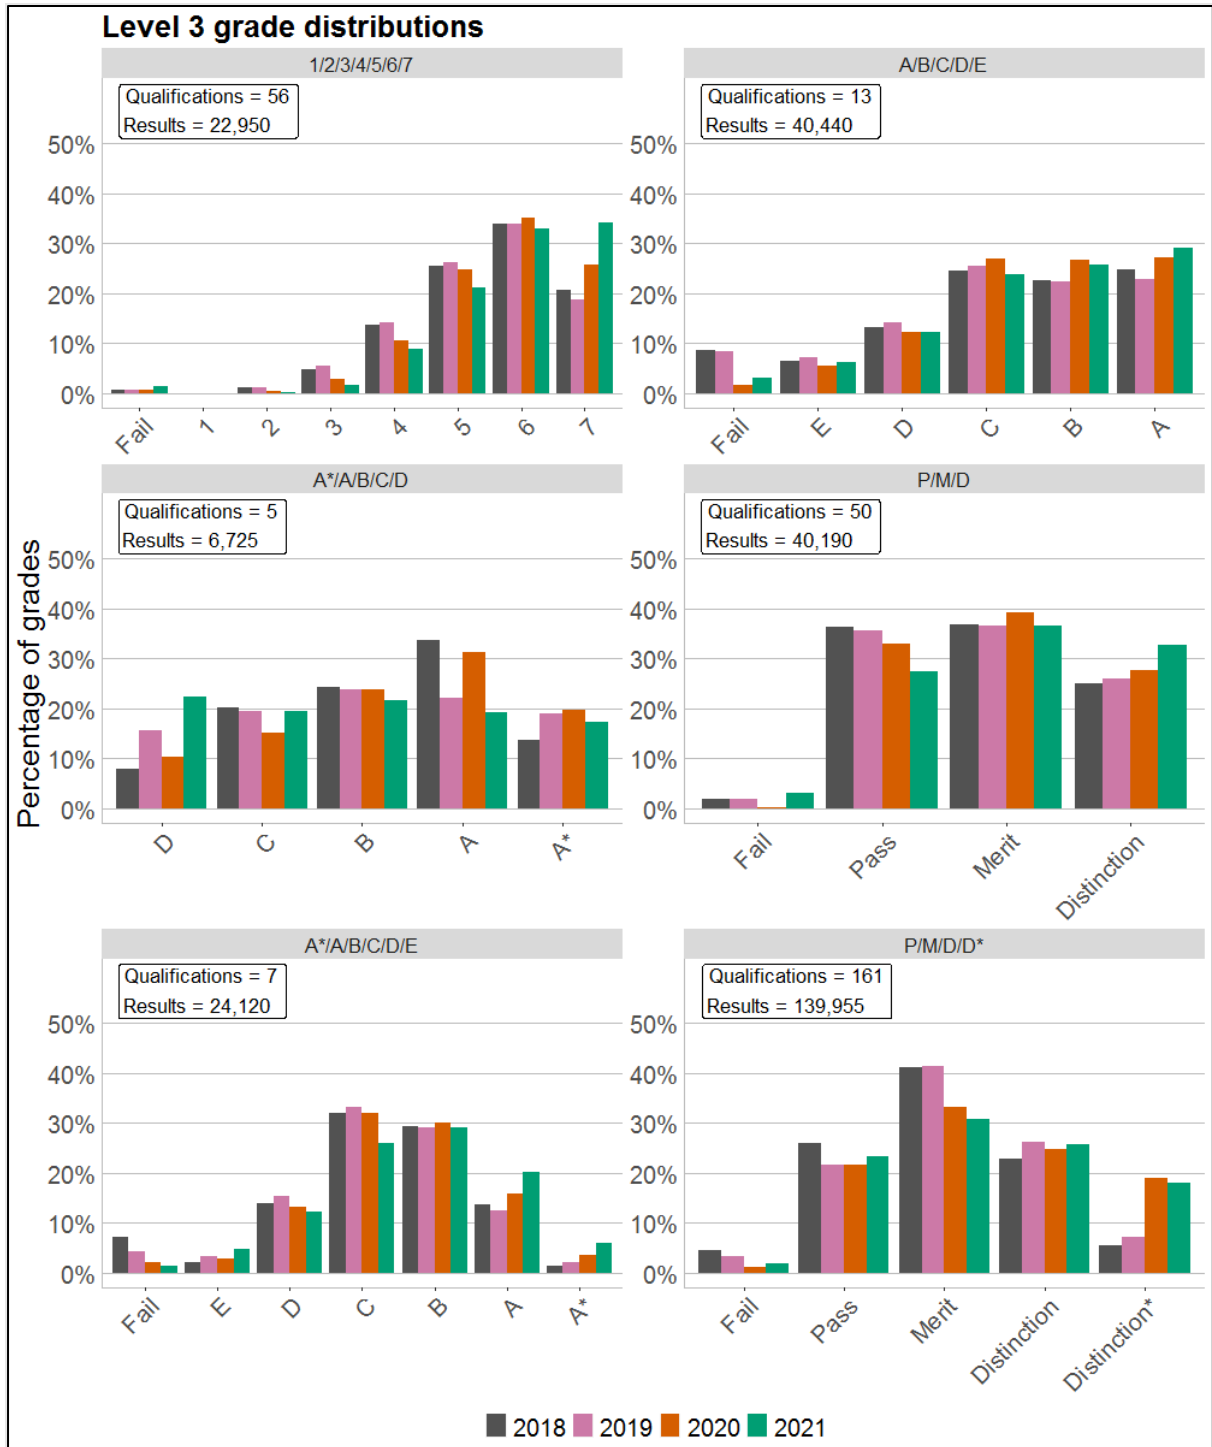 Level 3 grade distributions
1/2/3/4/5/6/7
Qualifications = 56
Results = 22,950
50%
40%
30%
20%
10%
0%
Fail 1 2 3 4 5 6 7
A/B/C/D/E
Qualifications = 13
Results = 40,440
50%
40%
30%
20%
10%
0%
Fail E D C B A
A*/A/B/C/D
Qualifications = 5
Results = 6,725
50%
40%
30%
20%
10%
0%
D C B A A*
P/M/D
Qualifications = 50
Results = 40,190
50%
40%
30%
20%
10%
0%
Fail Pass Merit Distinction
Percentage of grades
A*/A/B/C/D/E
Qualifications = 7
Results = 24,120
50%
40%
30%
20%
10%
0%
Fail E D C B A A*
P/M/D/D*
Qualifications = 161
Results = 139,955
50%
40%
30%
20%
10%
0%
Fail Pass Merit Distinction Distinction*
2018 2019 2020 2021